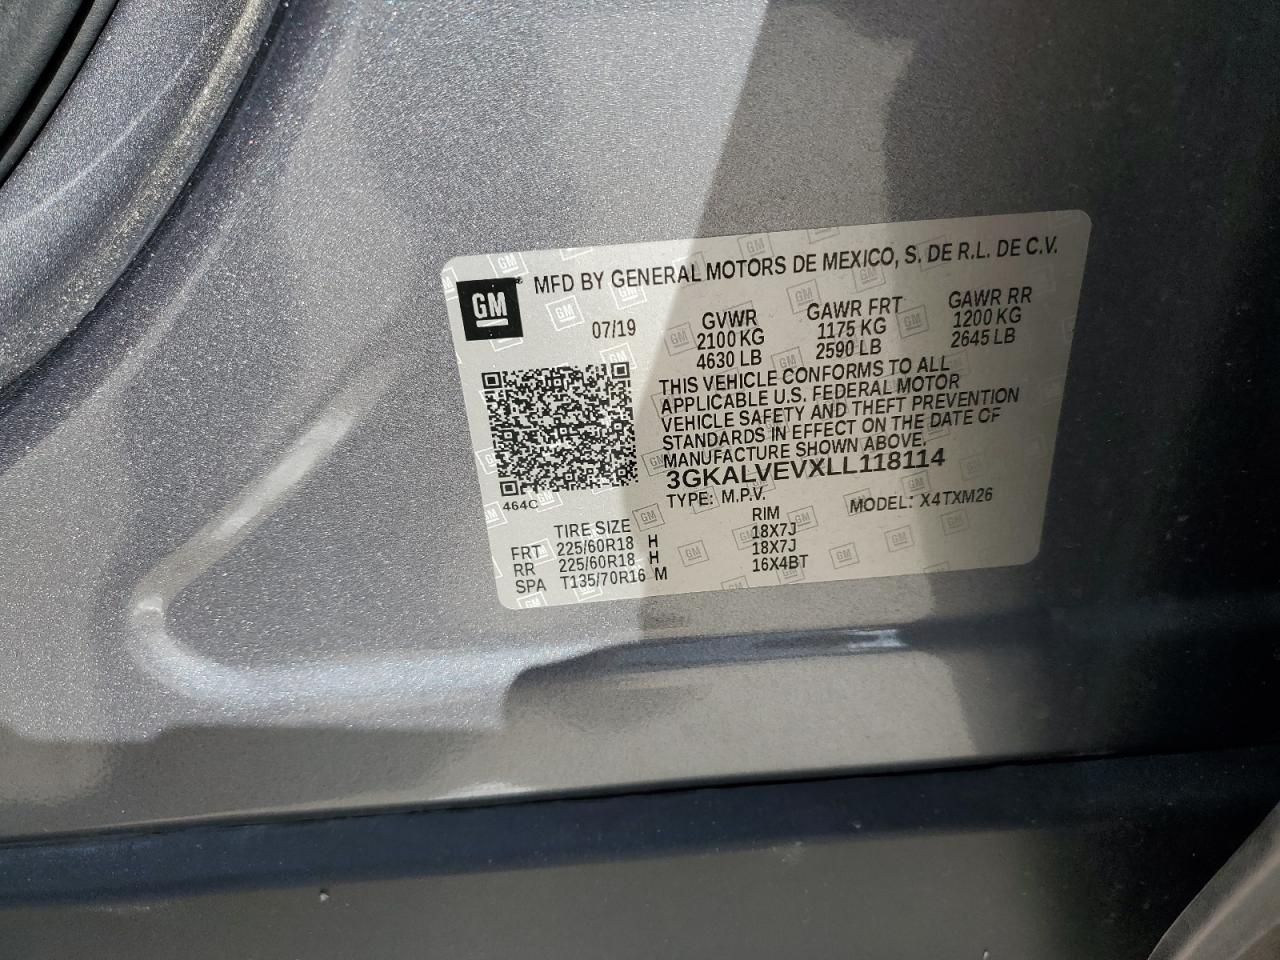 GM
MFD BY GENERAL MOTORS DE MEXICO, S. DE R.L. DE C.V.
07/19
GVWR
2100 KG
4630 LB
GAWR FRT
1175 KG
2590 LB
GAWR RR
1200 KG
2645 LB
THIS VEHICLE CONFORMS TO ALL
APPLICABLE U.S. FEDERAL MOTOR
VEHICLE SAFETY AND THEFT PREVENTION
STANDARDS IN EFFECT ON THE DATE OF
MANUFACTURE SHOWN ABOVE.
3GKALVEVXLL118114
TYPE: M.P.V. MODEL: X4TXM26
464C
TIRE SIZE RIM
FRT 225/60R18 H 18X7J
RR 225/60R18 H 18X7J
SPA T135/70R16 M 16X4BT